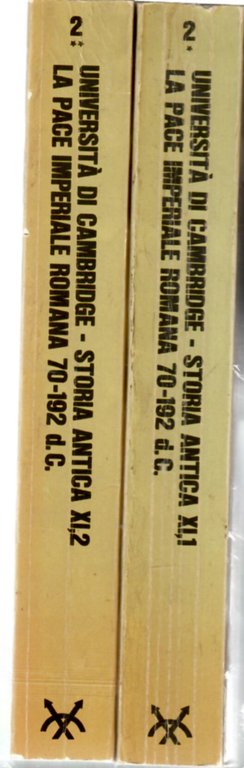 2**
UNIVERSITÀ DI CAMBRIDGE - STORIA ANTICA XI,2
LA PACE IMPERIALE ROMANA 70-192 d.C.
2*
UNIVERSITÀ DI CAMBRIDGE - STORIA ANTICA XI,1
LA PACE IMPERIALE ROMANA 70-192 d.C.